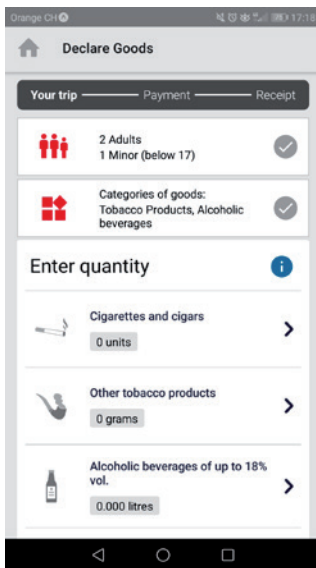 Orange CH 17:18
Declare Goods
Your trip Payment Receipt
2 Adults
1 Minor (below 17)
Categories of goods:
Tobacco Products, Alcoholic
beverages
Enter quantity
Cigarettes and cigars
0 units
Other tobacco products
0 grams
Alcoholic beverages of up to 18%
vol.
0.000 litres